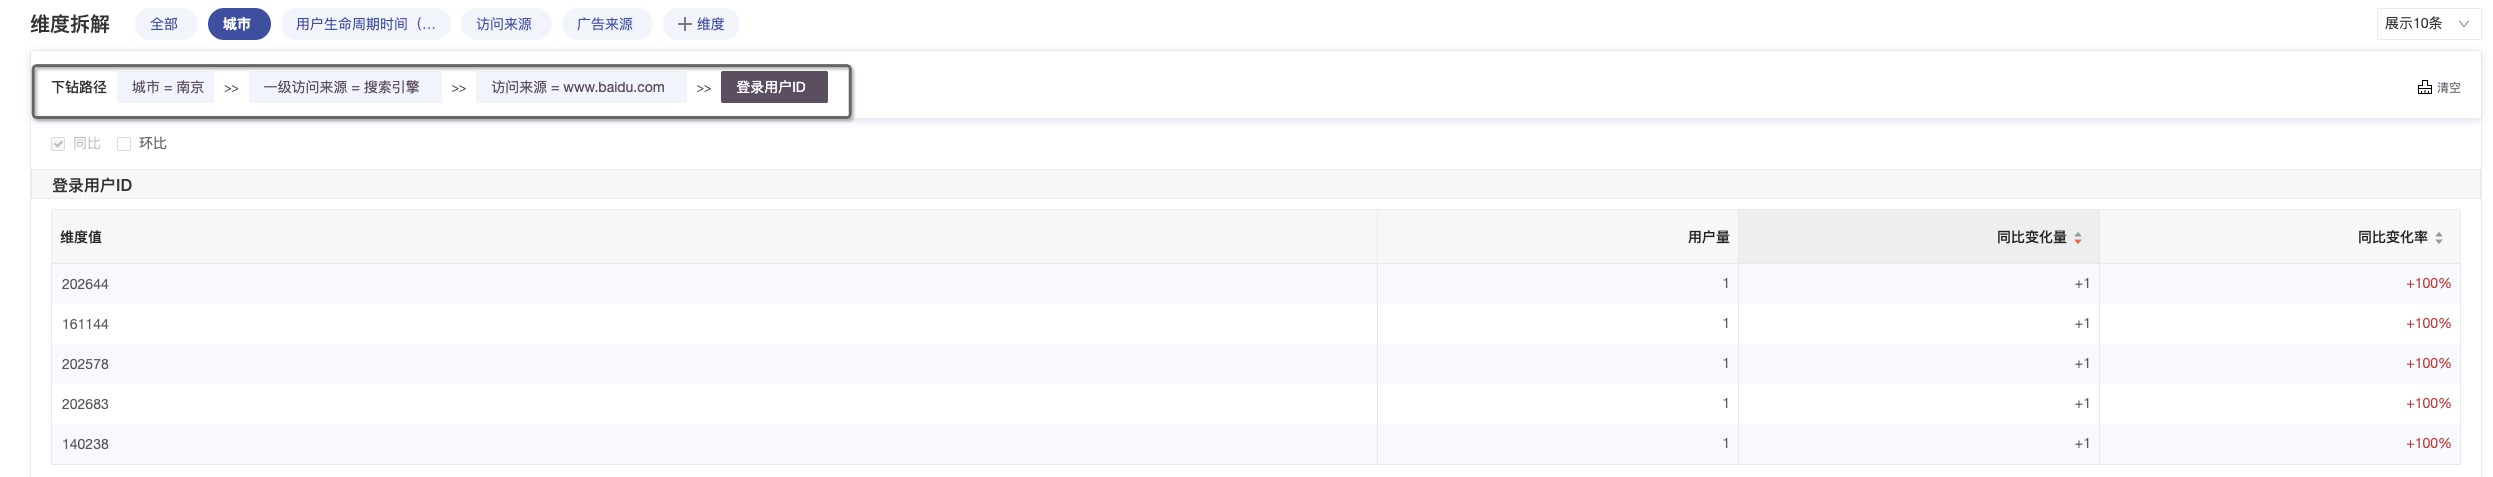 维度拆解 全部 城市 用户生命周期时间（... 访问来源 广告来源 + 维度 展示10条
下钻路径 城市 = 南京 >> 一级访问来源 = 搜索引擎 >> 访问来源 = www.baidu.com >> 登录用户ID 清空
同比 环比
登录用户ID
维度值 用户量 同比变化量 同比变化率
202644 1 +1 +100%
161144 1 +1 +100%
202578 1 +1 +100%
202683 1 +1 +100%
140238 1 +1 +100%